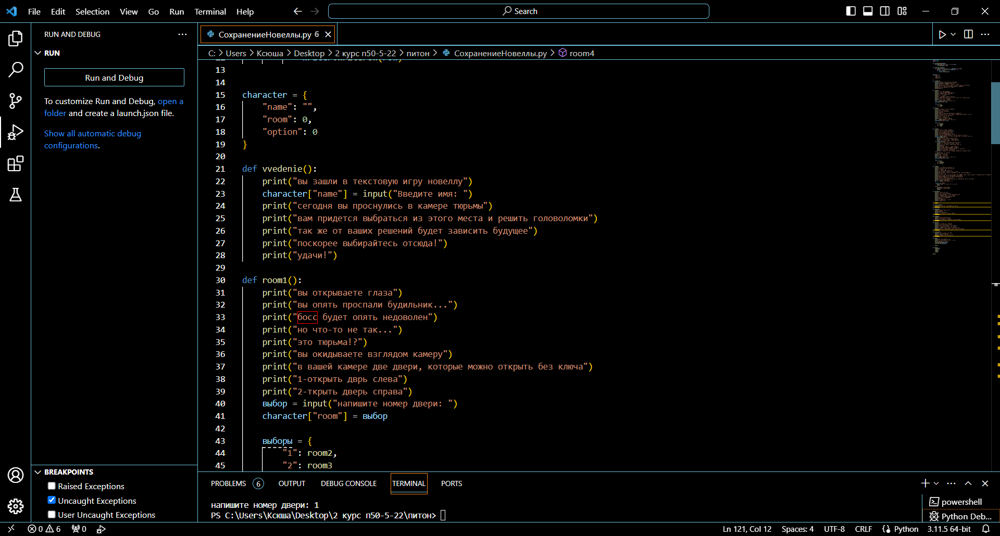 File Edit Selection View Go Run Terminal Help
Search
RUN AND DEBUG
RUN
Run and Debug
To customize Run and Debug, open a
folder and create a launch.json file.
Show all automatic debug
configurations.
BREAKPOINTS
Raised Exceptions
Uncaught Exceptions
User Uncaught Exceptions
СохранениеНовеллы.py 6
C: > Users > Ксюша > Desktop > 2 курс п50-5-22 > питон > СохранениеНовеллы.py > room4
13
14
15 character = {
16 "name": "",
17 "room": 0,
18 "option": 0
19 }
20
21 def vvedenie():
22 print("вы зашли в текстовую игру новеллу")
23 character["name"] = input("Введите имя: ")
24 print("сегодня вы проснулись в камере тюрьмы")
25 print("вам придется выбраться из этого места и решить головоломки")
26 print("так же от ваших решений будет зависить будущее")
27 print("поскорее выбирайтесь отсюда!")
28 print("удачи!")
29
30 def room1():
31 print("вы открываете глаза")
32 print("вы опять проспали будильник...")
33 print("босс будет опять недоволен")
34 print("но что-то не так...")
35 print("это тюрьма!?")
36 print("вы окидываете взглядом камеру")
37 print("в вашей камере две двери, которые можно открыть без ключа")
38 print("1-открыть дврь слева")
39 print("2-ткрыть дверь справа")
40 выбор = input("напишите номер двери: ")
41 character["room"] = выбор
42
43 выборы = {
44 "1": room2,
45 "2": room3
PROBLEMS 6 OUTPUT DEBUG CONSOLE TERMINAL PORTS
напишите номер двери: 1
PS C:\Users\Ксюша\Desktop\2 курс п50-5-22\питон>
powershell
Python Deb...
0 6 0
Ln 121, Col 12 Spaces: 4 UTF-8 CRLF Python 3.11.5 64-bit